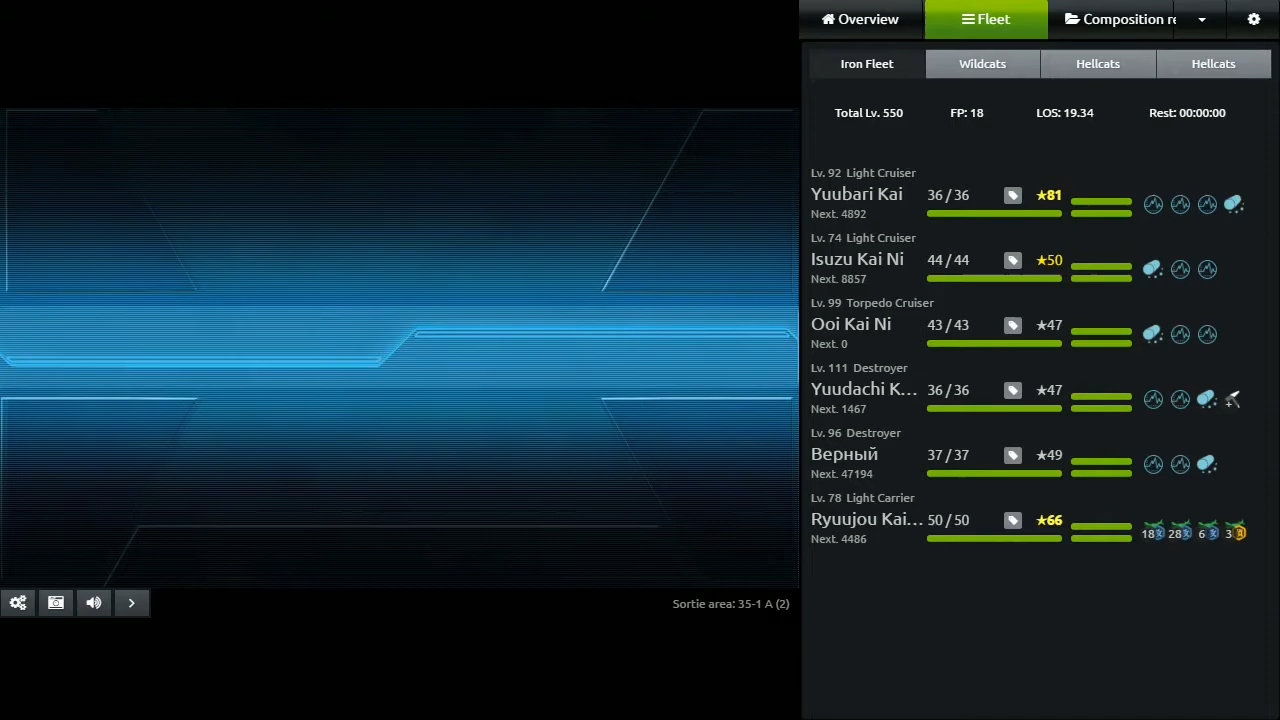 Overview
Fleet
Composition re
Iron Fleet
Wildcats
Hellcats
Hellcats
Total Lv. 550
FP: 18
LOS: 19.34
Rest: 00:00:00
Lv. 92 Light Cruiser
Yuubari Kai
36 / 36
★81
Next. 4892
Lv. 74 Light Cruiser
Isuzu Kai Ni
44 / 44
★50
Next. 8857
Lv. 99 Torpedo Cruiser
Ooi Kai Ni
43 / 43
★47
Next. 0
Lv. 111 Destroyer
Yuudachi K...
36 / 36
★47
Next. 1467
Lv. 96 Destroyer
Верный
37 / 37
★49
Next. 47194
Lv. 78 Light Carrier
Ryuujou Kai...
50 / 50
★66
18
28
6
3
Next. 4486
Sortie area: 35-1 A (2)